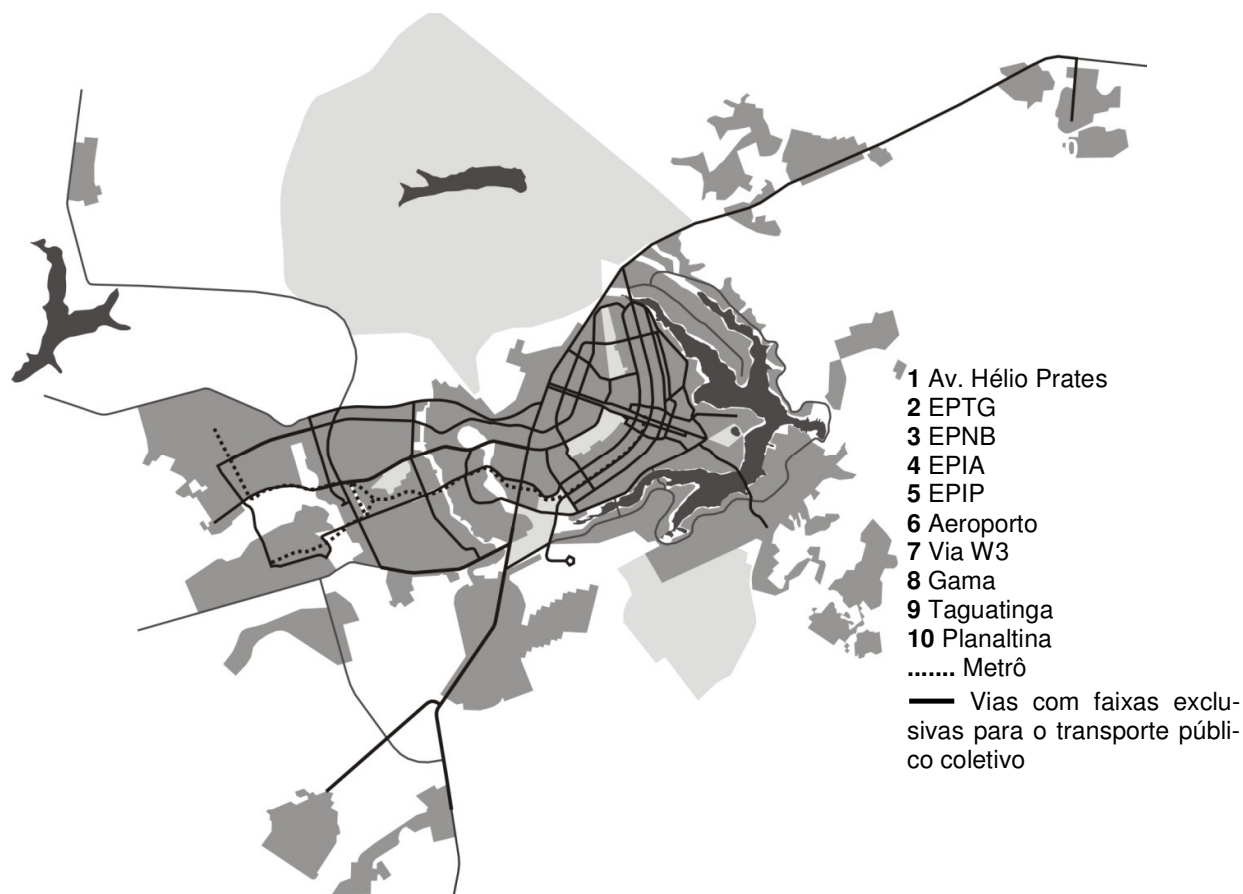 1 Av. Hélio Prates
2 EPTG
3 EPNB
4 EPIA
5 EPIP
6 Aeroporto
7 Via W3
8 Gama
9 Taguatinga
10 Planaltina
....... Metrô
Vias com faixas exclu-
sivas para o transporte públi-
co coletivo